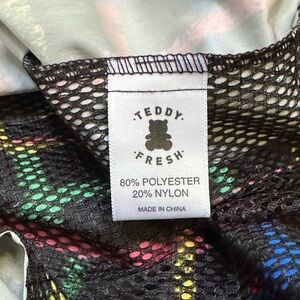 TEDDY
FRESH
80% POLYESTER
20% NYLON
MADE IN CHINA